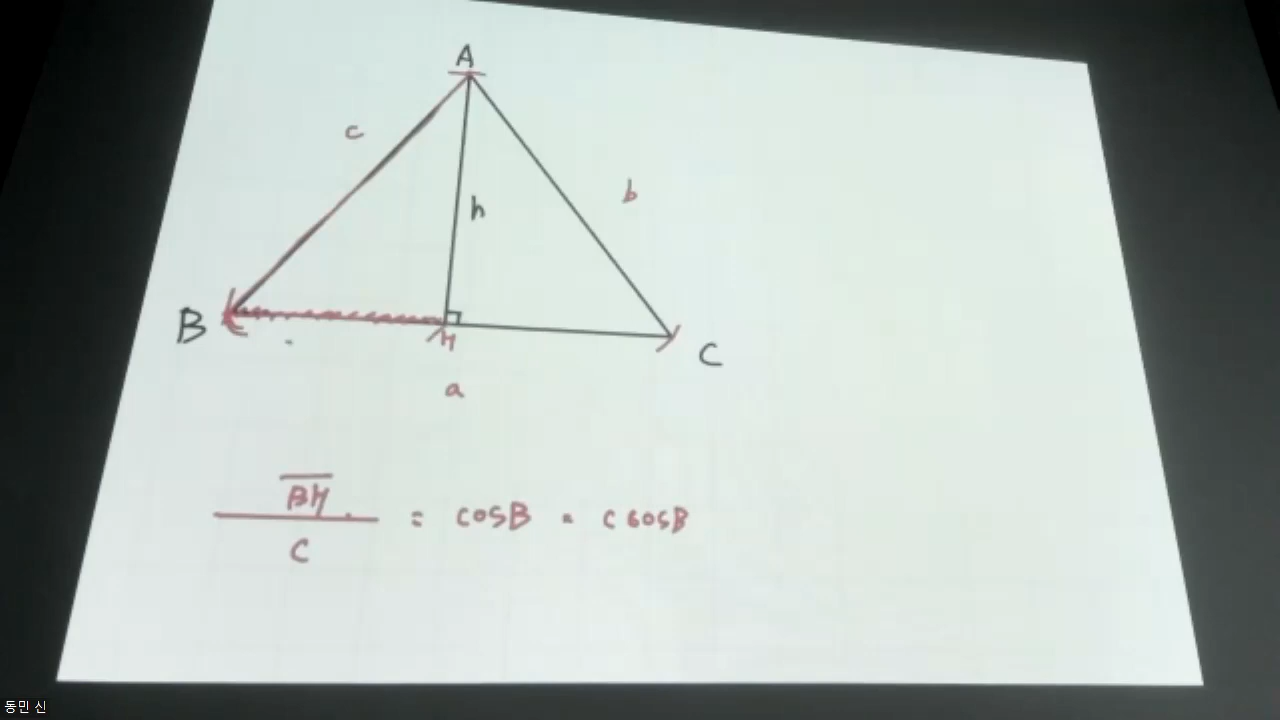 A
c
b
h
B
H
C
a
BH
c
= cosB = c cosB
동민 신